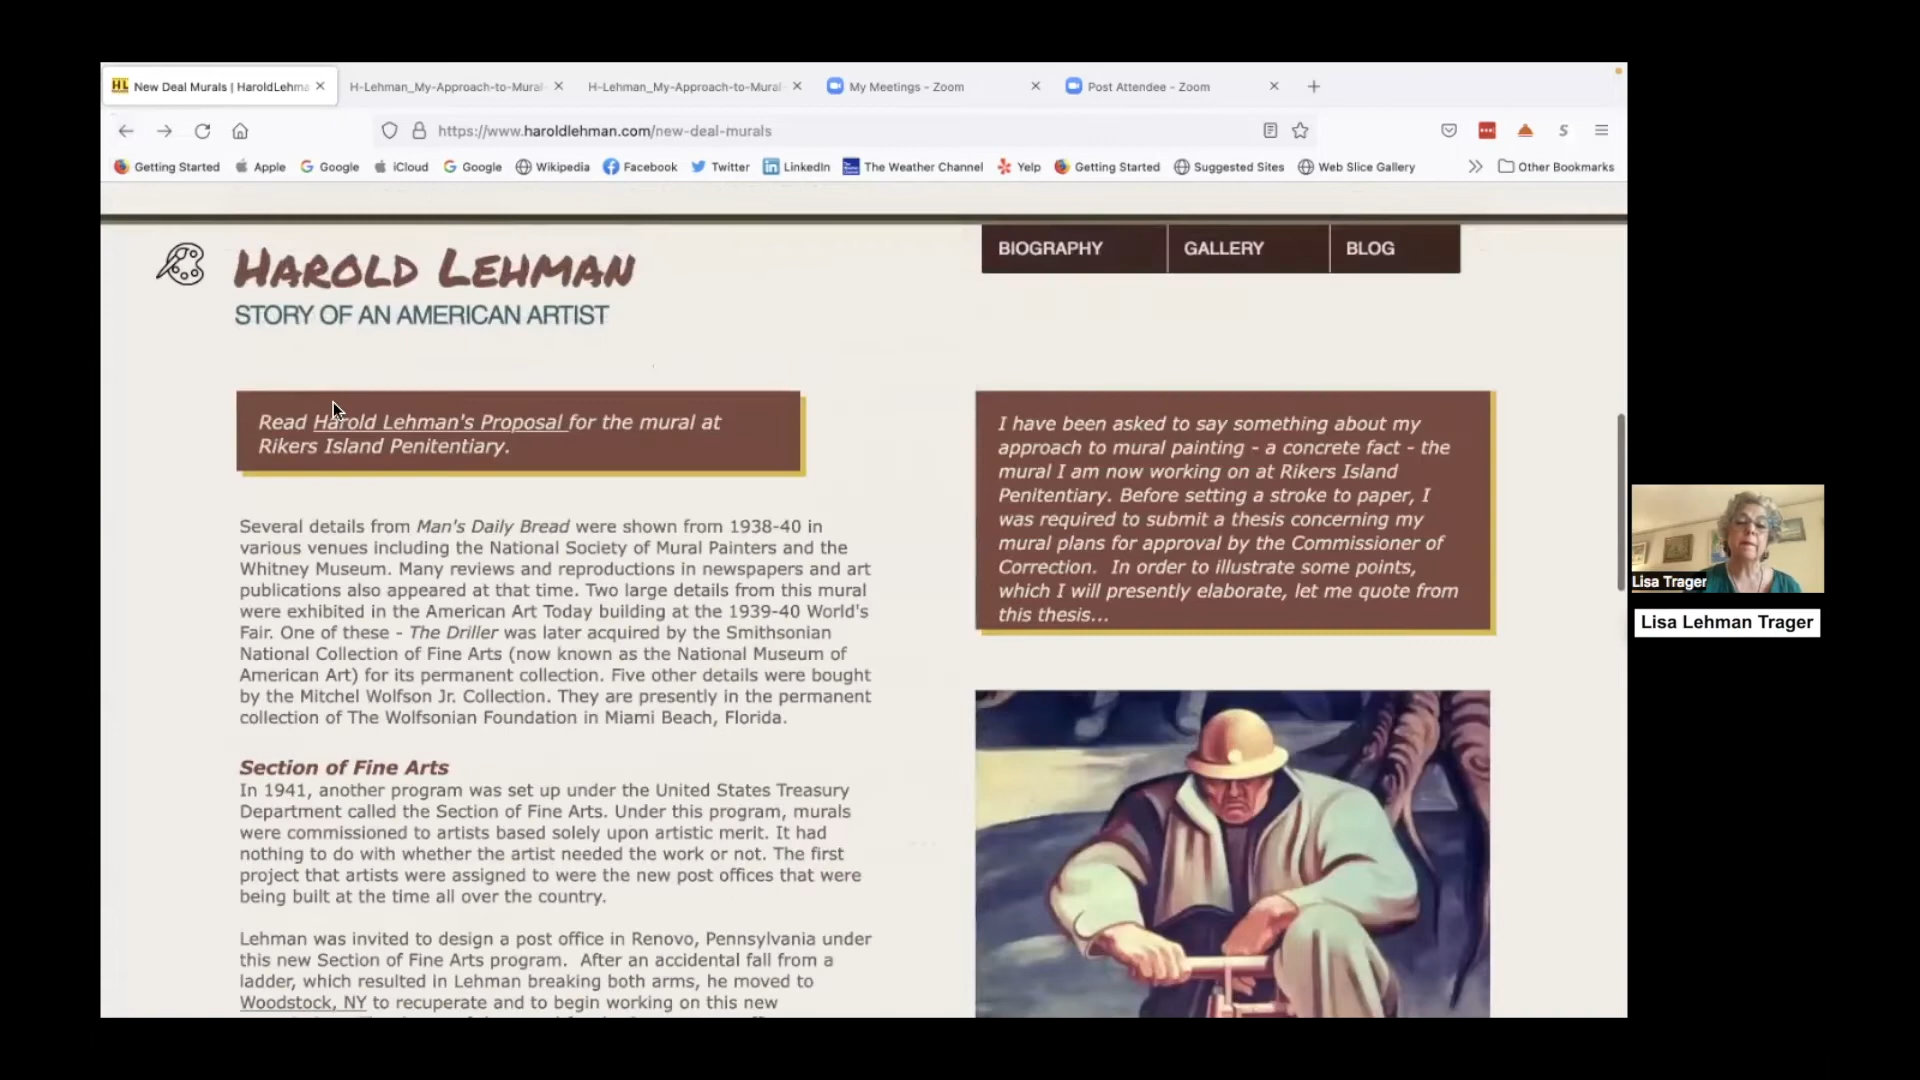 New Deal Murals | HaroldLehma
H-Lehman_My-Approach-to-Mural-
H-Lehman_My-Approach-to-Mural-
My Meetings - Zoom
Post Attendee - Zoom
https://www.haroldlehman.com/new-deal-murals
Getting Started
Apple
Google
iCloud
Google
Wikipedia
Facebook
Twitter
LinkedIn
The Weather Channel
Yelp
Getting Started
Suggested Sites
Web Slice Gallery
Other Bookmarks
HAROLD LEHMAN
STORY OF AN AMERICAN ARTIST
BIOGRAPHY
GALLERY
BLOG
Read Harold Lehman's Proposal for the mural at
Rikers Island Penitentiary.
Several details from Man's Daily Bread were shown from 1938-40 in
various venues including the National Society of Mural Painters and the
Whitney Museum. Many reviews and reproductions in newspapers and art
publications also appeared at that time. Two large details from this mural
were exhibited in the American Art Today building at the 1939-40 World's
Fair. One of these - The Driller was later acquired by the Smithsonian
National Collection of Fine Arts (now known as the National Museum of
American Art) for its permanent collection. Five other details were bought
by the Mitchel Wolfson Jr. Collection. They are presently in the permanent
collection of The Wolfsonian Foundation in Miami Beach, Florida.
Section of Fine Arts
In 1941, another program was set up under the United States Treasury
Department called the Section of Fine Arts. Under this program, murals
were commissioned to artists based solely upon artistic merit. It had
nothing to do with whether the artist needed the work or not. The first
project that artists were assigned to were the new post offices that were
being built at the time all over the country.
Lehman was invited to design a post office in Renovo, Pennsylvania under
this new Section of Fine Arts program. After an accidental fall from a
ladder, which resulted in Lehman breaking both arms, he moved to
Woodstock, NY to recuperate and to begin working on this new
I have been asked to say something about my
approach to mural painting - a concrete fact - the
mural I am now working on at Rikers Island
Penitentiary. Before setting a stroke to paper, I
was required to submit a thesis concerning my
mural plans for approval by the Commissioner of
Correction. In order to illustrate some points,
which I will presently elaborate, let me quote from
this thesis...
Lisa Trager
Lisa Lehman Trager